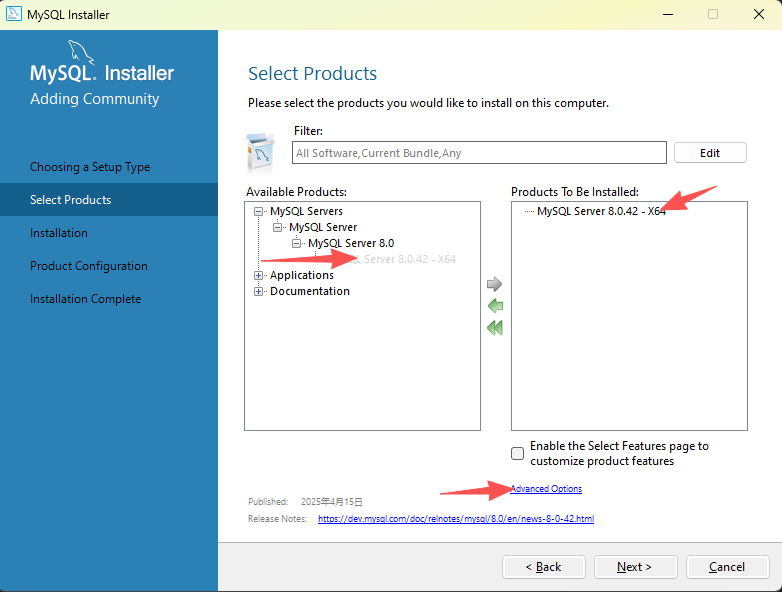 MySQL Installer
MySQL. Installer
Adding Community
Choosing a Setup Type
Select Products
Installation
Product Configuration
Installation Complete
Select Products
Please select the products you would like to install on this computer.
Filter:
All Software,Current Bundle,Any
Edit
Available Products:
MySQL Servers
MySQL Server
MySQL Server 8.0
Server 8.0.42 - X64
Applications
Documentation
Products To Be Installed:
MySQL Server 8.0.42 - X64
Enable the Select Features page to
customize product features
Advanced Options
Published: 2025年4月15日
Release Notes: https://dev.mysql.com/doc/relnotes/mysql/8.0/en/news-8-0-42.html
< Back
Next >
Cancel